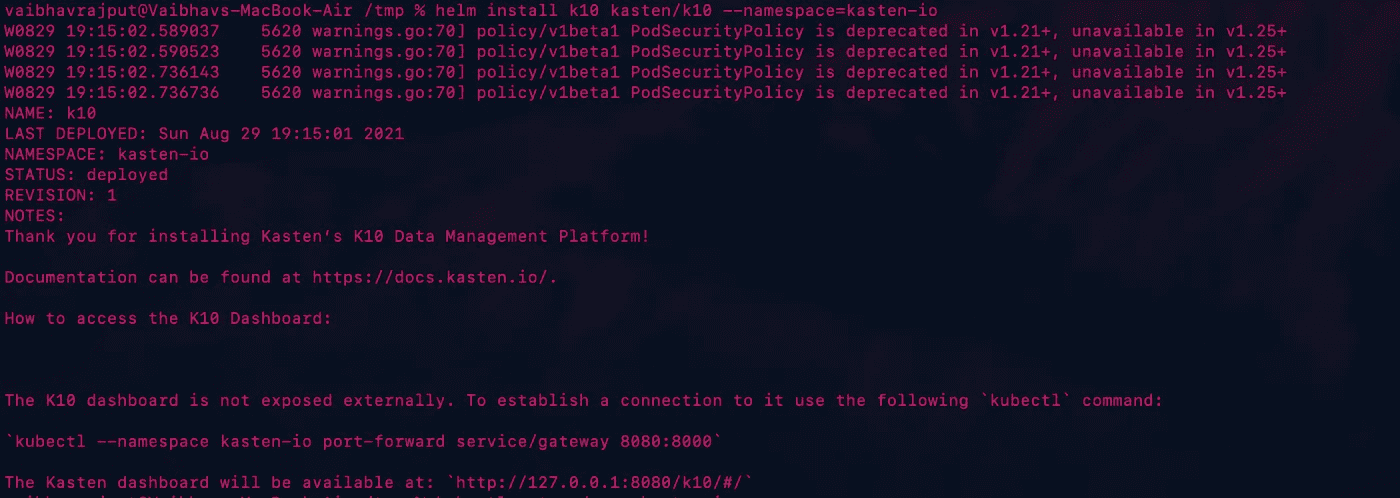 vaibhavrajput@Vaibhavs-MacBook-Air /tmp % helm install k10 kasten/k10 --namespace=kasten-io
W0829 19:15:02.589037    5620 warnings.go:70] policy/v1beta1 PodSecurityPolicy is deprecated in v1.21+, unavailable in v1.25+
W0829 19:15:02.590523    5620 warnings.go:70] policy/v1beta1 PodSecurityPolicy is deprecated in v1.21+, unavailable in v1.25+
W0829 19:15:02.736143    5620 warnings.go:70] policy/v1beta1 PodSecurityPolicy is deprecated in v1.21+, unavailable in v1.25+
W0829 19:15:02.736736    5620 warnings.go:70] policy/v1beta1 PodSecurityPolicy is deprecated in v1.21+, unavailable in v1.25+
NAME: k10
LAST DEPLOYED: Sun Aug 29 19:15:01 2021
NAMESPACE: kasten-io
STATUS: deployed
REVISION: 1
NOTES:
Thank you for installing Kasten's K10 Data Management Platform!
Documentation can be found at https://docs.kasten.io/.
How to access the K10 Dashboard:
The K10 dashboard is not exposed externally. To establish a connection to it use the following `kubectl` command:
`kubectl --namespace kasten-io port-forward service/gateway 8080:8000`
The Kasten dashboard will be available at: `http://127.0.0.1:8080/k10/#/`